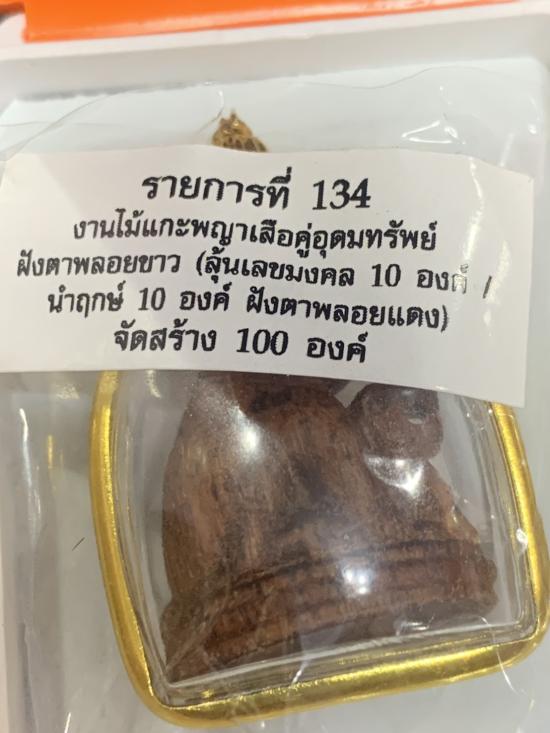 รายการที่ 134
งานไม้แกะพญาเสือคู่อุดมทรัพย์
ฝังตาพลอยขาว (ลุ้นเลขมงคล 10 องค์ /
นำฤกษ์ 10 องค์ ฝังตาพลอยแดง)
จัดสร้าง 100 องค์